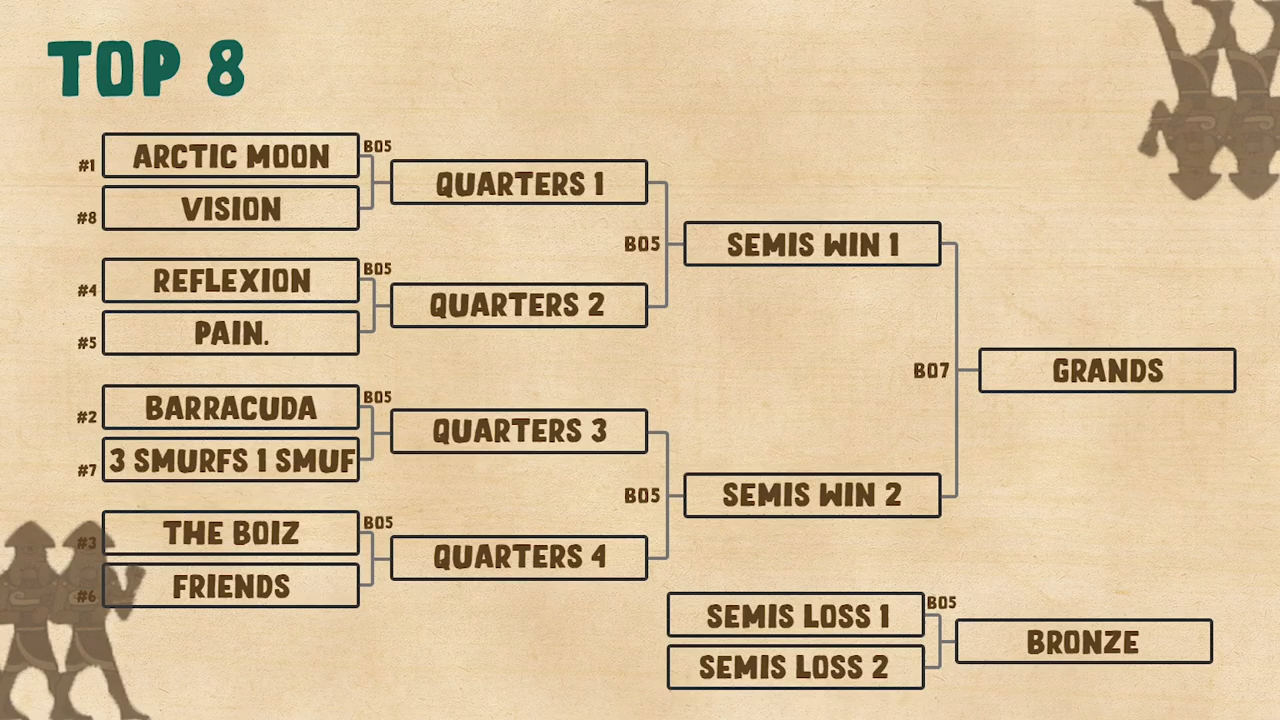 TOP 8
#1 ARCTIC MOON
BO5
#8 VISION
QUARTERS 1
#4 REFLEXION
BO5
#5 PAIN.
QUARTERS 2
BO5
SEMIS WIN 1
#2 BARRACUDA
BO5
#7 3 SMURFS 1 SMUF
QUARTERS 3
#3 THE BOIZ
BO5
#6 FRIENDS
QUARTERS 4
BO5
SEMIS WIN 2
BO7
GRANDS
SEMIS LOSS 1
BO5
SEMIS LOSS 2
BRONZE